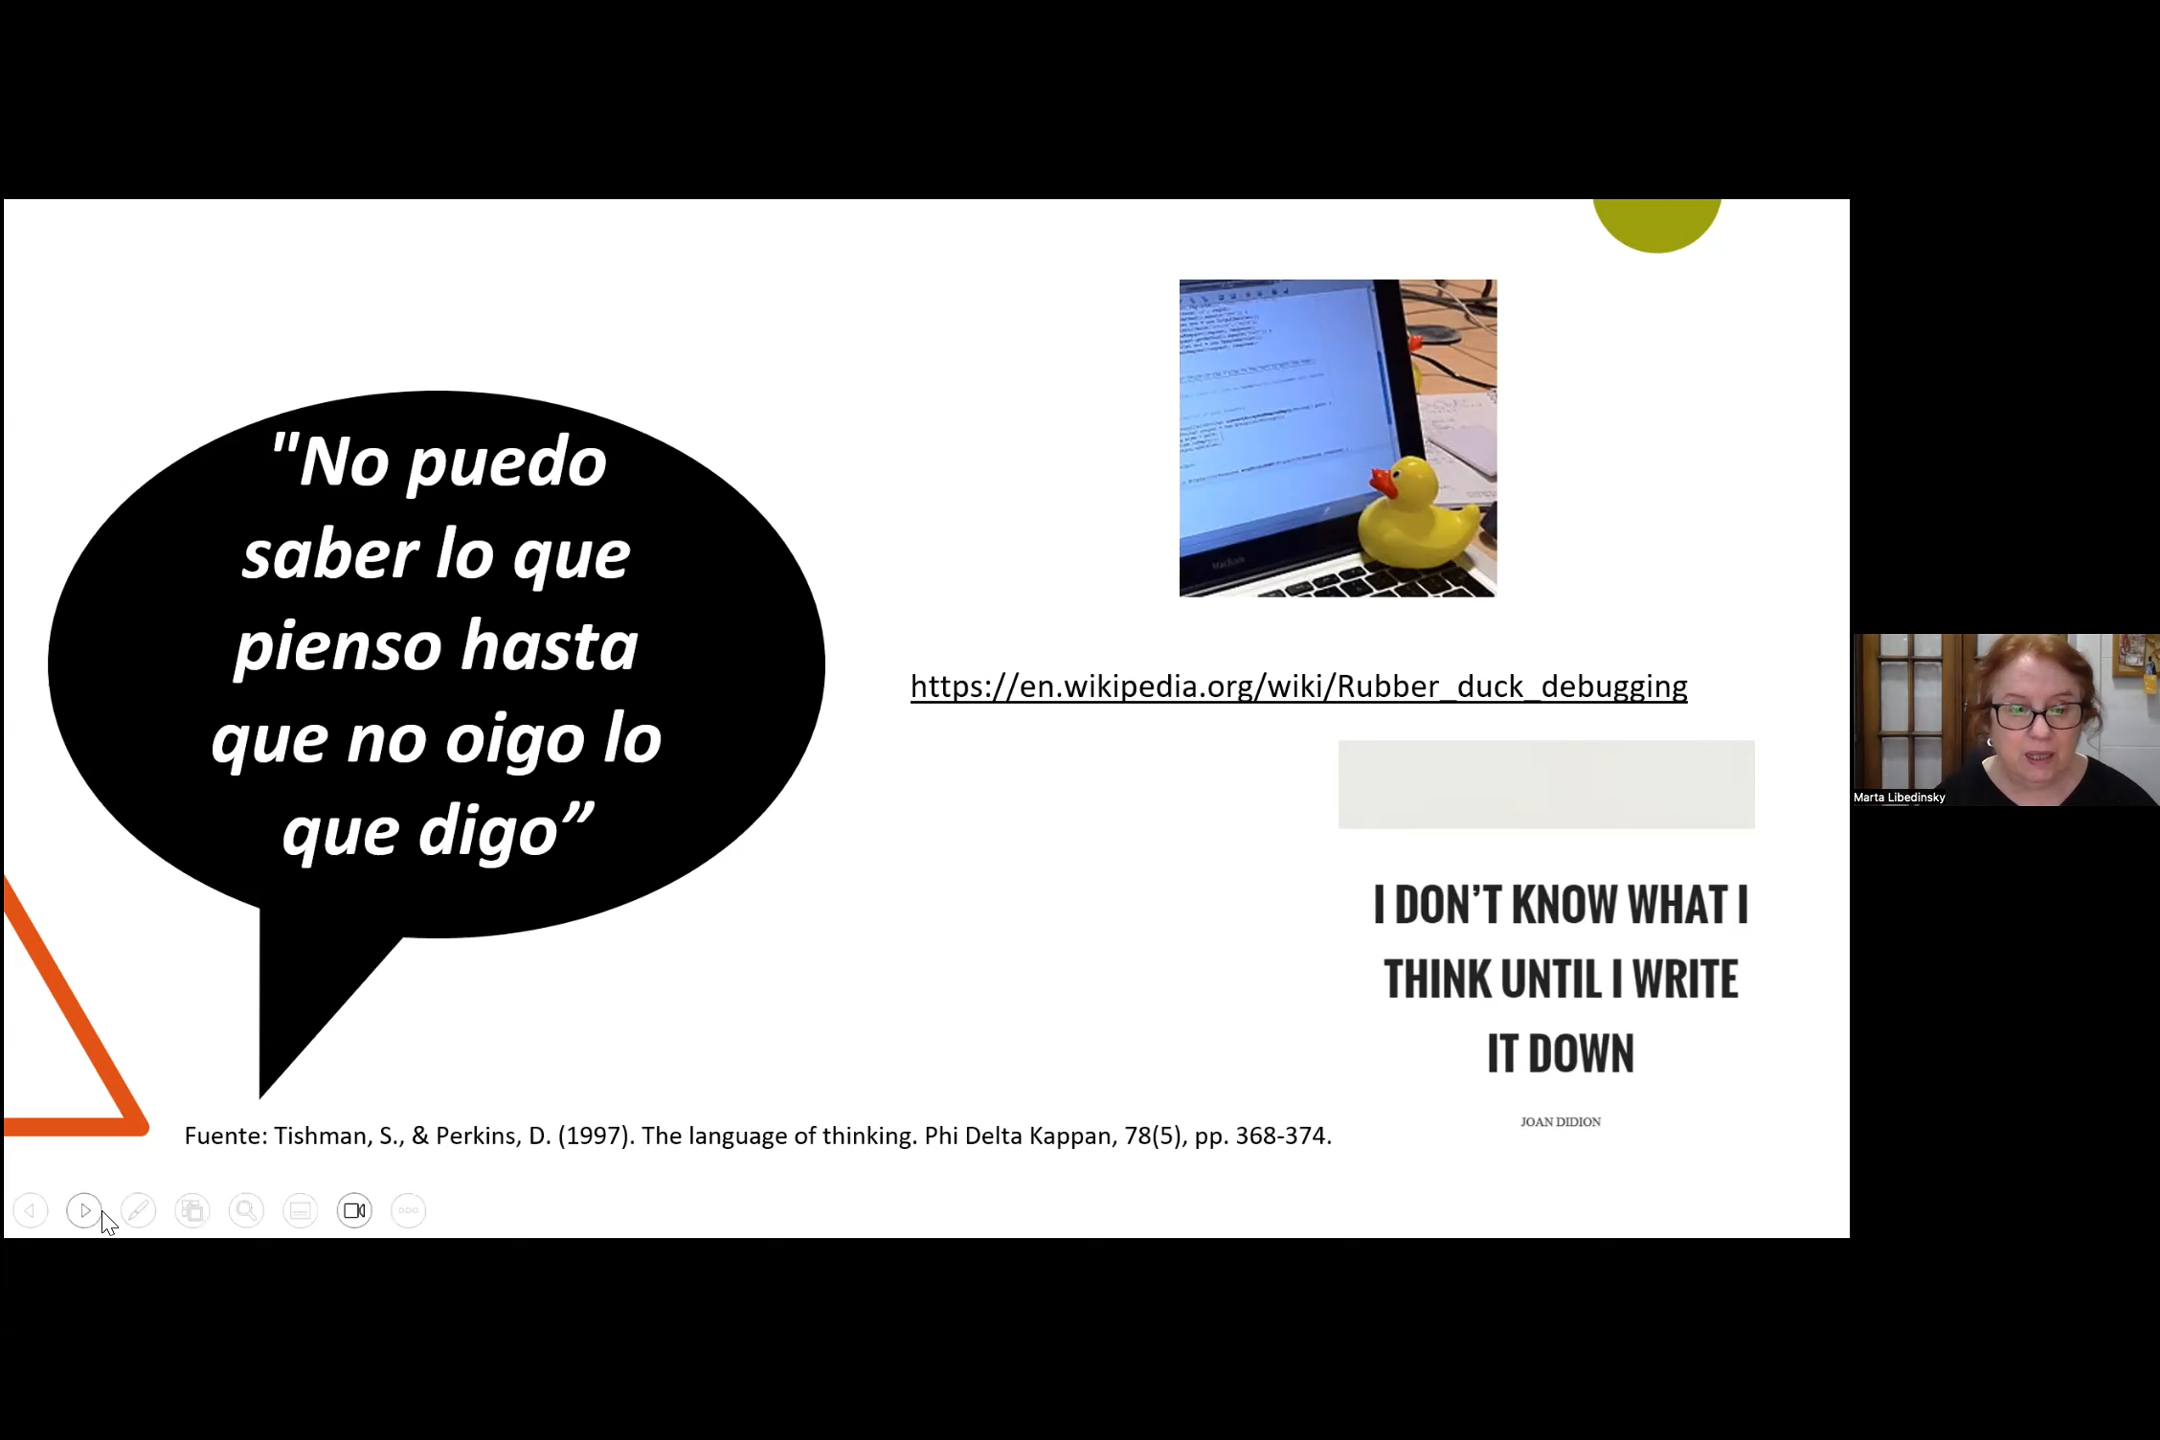 "No puedo
saber lo que
pienso hasta
que no oigo lo
que digo”
https://en.wikipedia.org/wiki/Rubber_duck_debugging
I DON’T KNOW WHAT I
THINK UNTIL I WRITE
IT DOWN
JOAN DIDION
Fuente: Tishman, S., & Perkins, D. (1997). The language of thinking. Phi Delta Kappan, 78(5), pp. 368-374.
MacBook
Marta Libedinsky